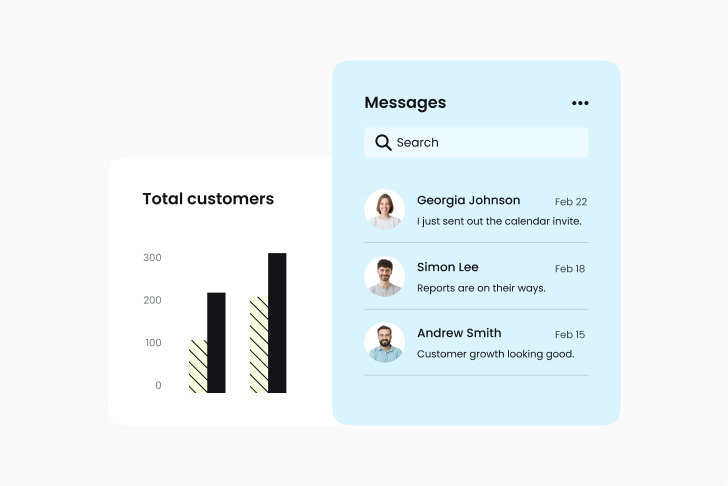 Messages
Search
Georgia Johnson
Feb 22
I just sent out the calendar invite.
Simon Lee
Feb 18
Reports are on their ways.
Andrew Smith
Feb 15
Customer growth looking good.
Total customers
300
200
100
0